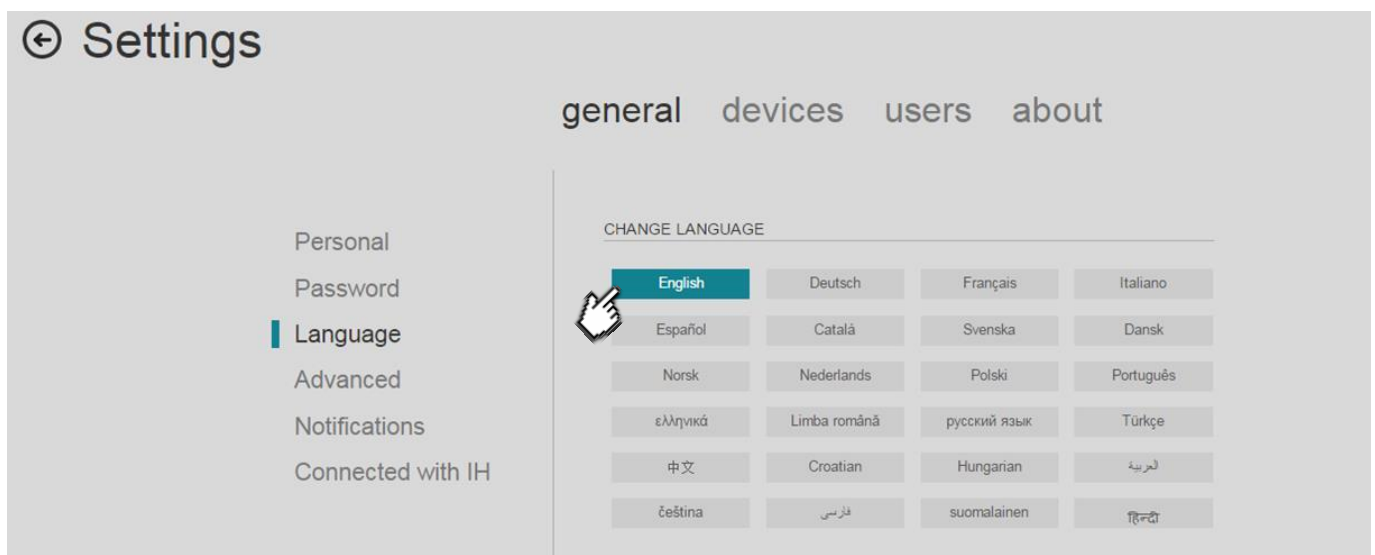 Settings
general devices users about
Personal
Password
Language
Advanced
Notifications
Connected with IH
CHANGE LANGUAGE
English Deutsch Français Italiano
Español Catalá Svenska Dansk
Norsk Nederlands Polski Português
ελληνικά Limba română русский язык Türkçe
中文 Croatian Hungarian العربية
čeština فارسی suomalainen हिन्दी